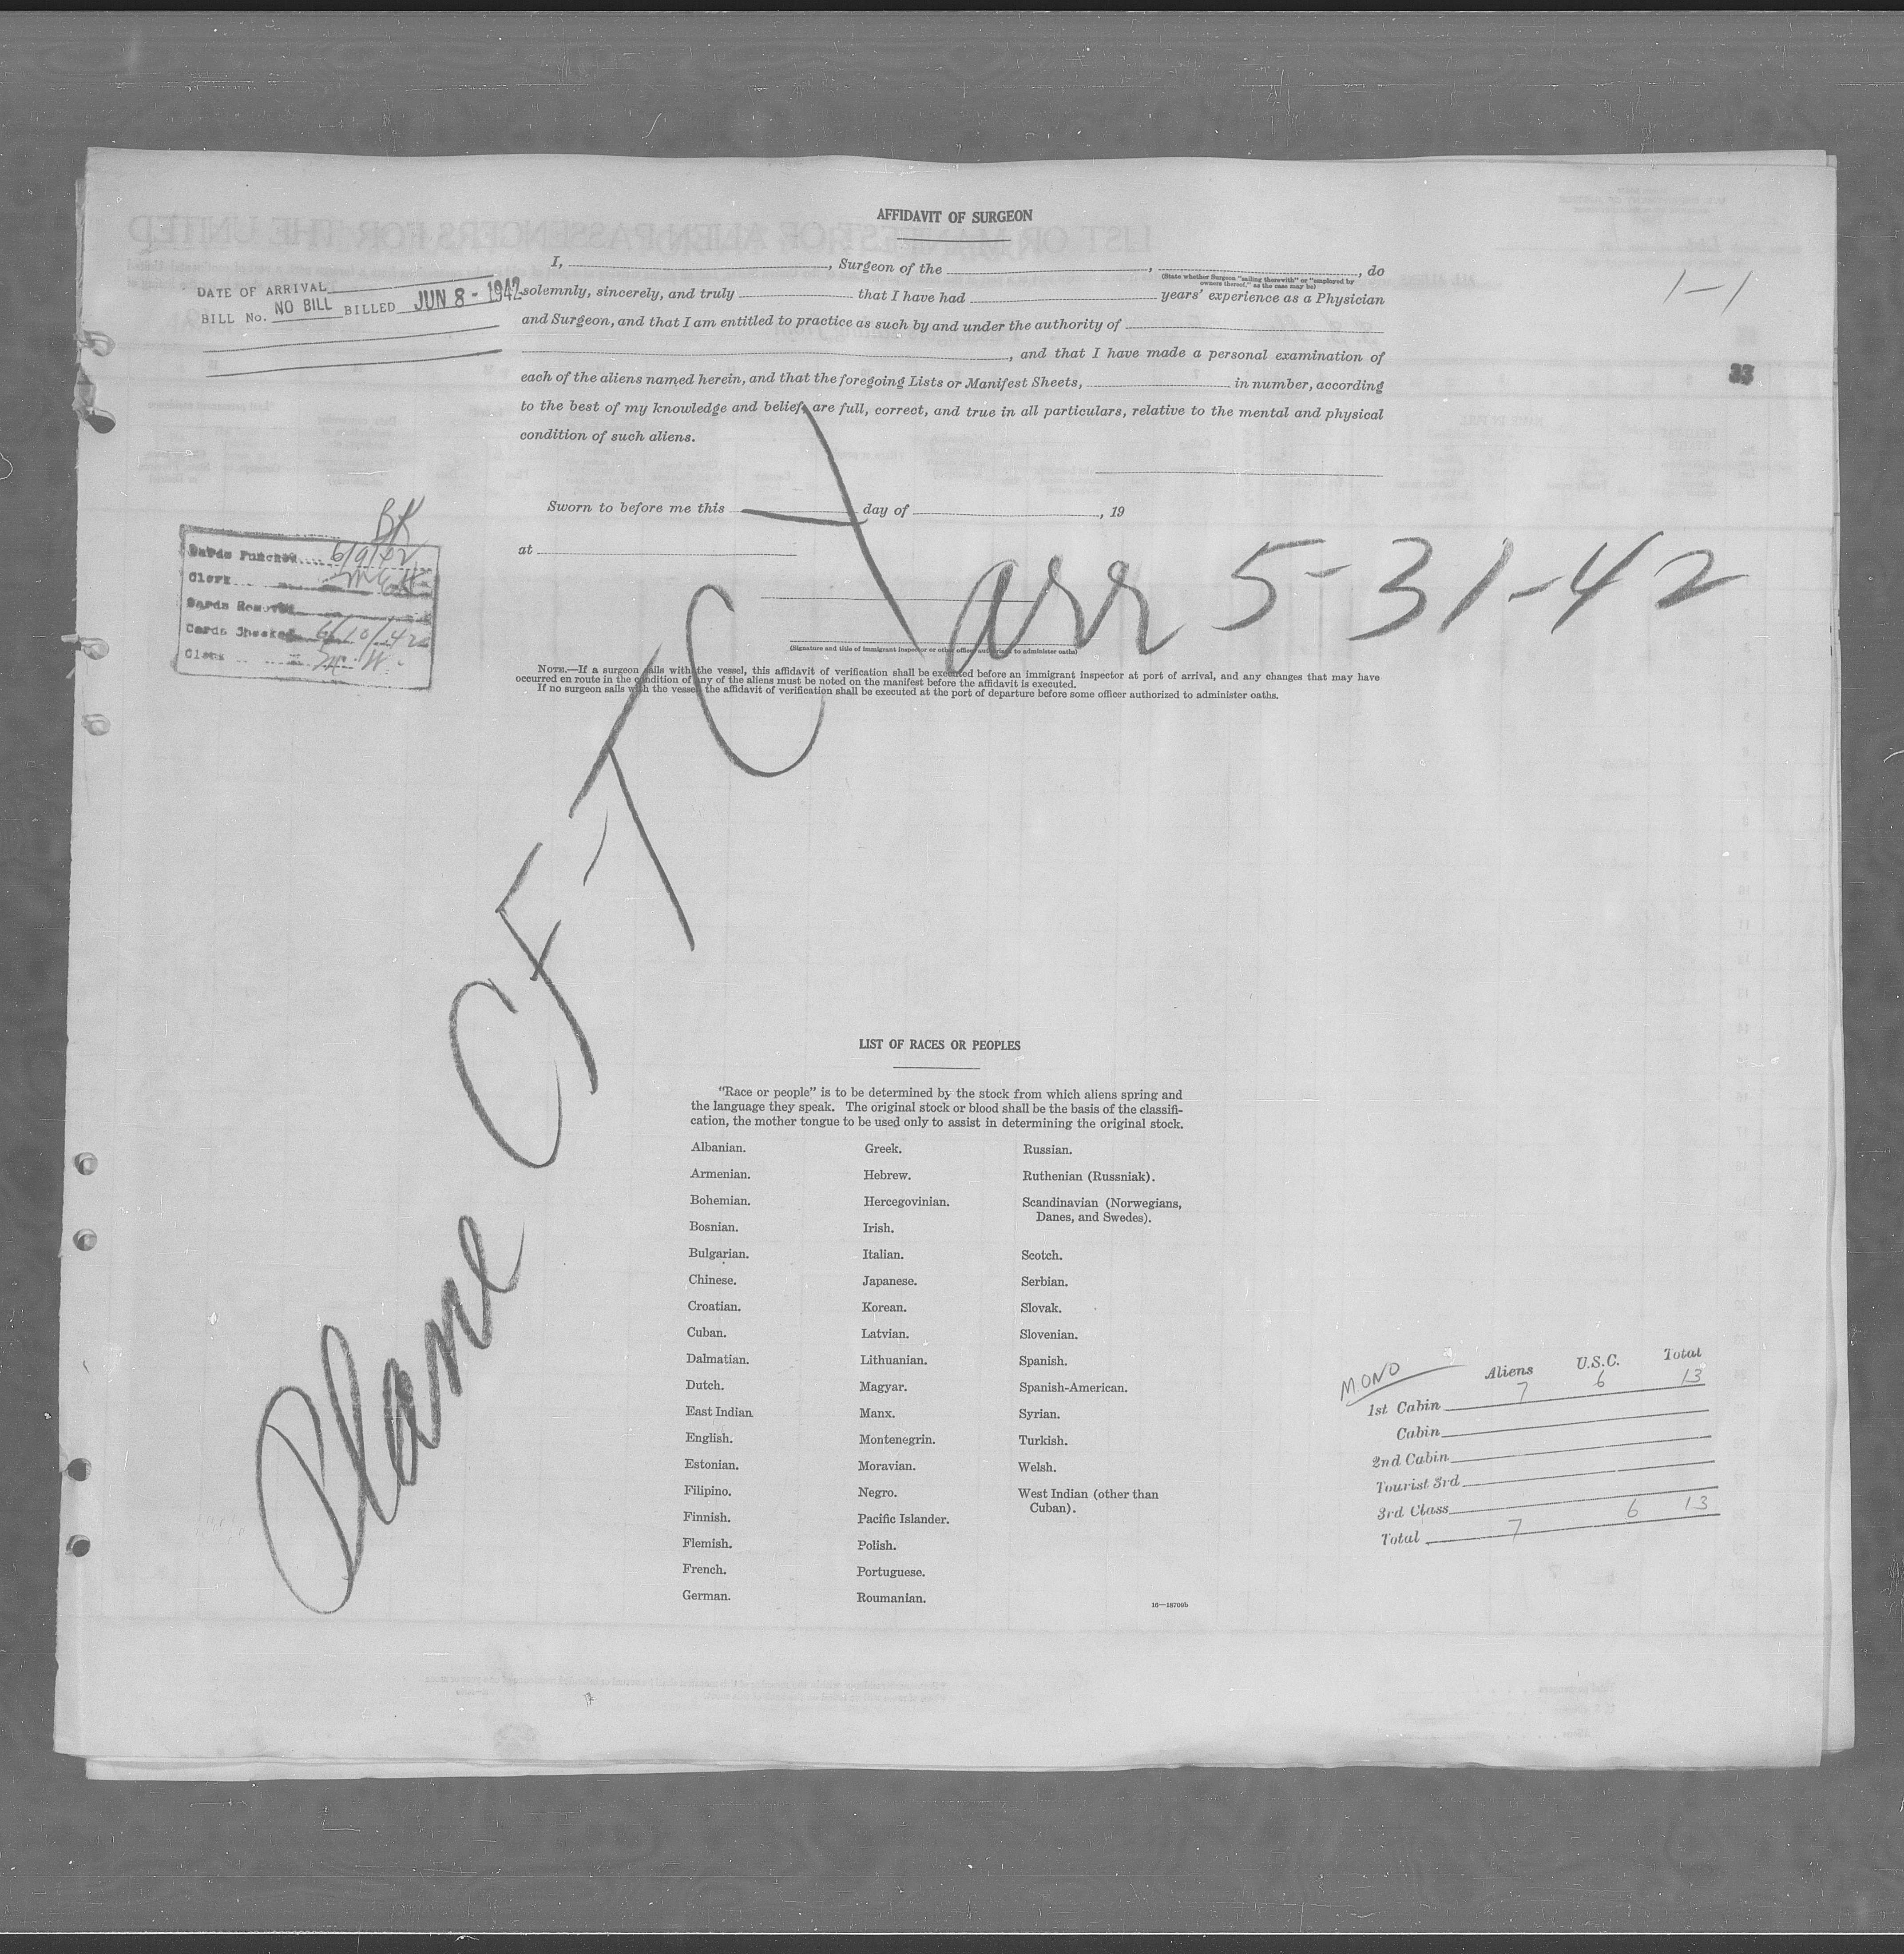 AFFIDAVIT OF SURGEON
I, , Surgeon of the , , do
(State whether Surgeon "sailing therewith" or "employed by
owners thereof," as the case may be)
solemnly, sincerely, and truly that I have had years' experience as a Physician
and Surgeon, and that I am entitled to practice as such by and under the authority of
, and that I have made a personal examination of
each of the aliens named herein, and that the foregoing Lists or Manifest Sheets, in number, according
to the best of my knowledge and belief, are full, correct, and true in all particulars, relative to the mental and physical
condition of such aliens.
DATE OF ARRIVAL
BILL No. NO BILL BILLED JUN 8 - 1942
1-1
33
Sworn to before me this day of , 19
at
BK
Cards Punched 6/9/42
Clerk
Cards Removed
Cards Checked 6/10/42
Clerk
arr 5-31-42
(Signature and title of immigrant inspector or other officer authorized to administer oaths)
NOTE.—If a surgeon sails with the vessel, this affidavit of verification shall be executed before an immigrant inspector at port of arrival, and any changes that may have
occurred en route in the condition of any of the aliens must be noted on the manifest before the affidavit is executed.
If no surgeon sails with the vessel, the affidavit of verification shall be executed at the port of departure before some officer authorized to administer oaths.
Plane CF-TCT
LIST OF RACES OR PEOPLES
"Race or people" is to be determined by the stock from which aliens spring and
the language they speak. The original stock or blood shall be the basis of the classifi-
cation, the mother tongue to be used only to assist in determining the original stock.
Albanian.
Armenian.
Bohemian.
Bosnian.
Bulgarian.
Chinese.
Croatian.
Cuban.
Dalmatian.
Dutch.
East Indian
English.
Estonian.
Filipino.
Finnish.
Flemish.
French.
German.
Greek.
Hebrew.
Hercegovinian.
Irish.
Italian.
Japanese.
Korean.
Latvian.
Lithuanian.
Magyar.
Manx.
Montenegrin.
Moravian.
Negro.
Pacific Islander.
Polish.
Portuguese.
Roumanian.
Russian.
Ruthenian (Russniak).
Scandinavian (Norwegians,
Danes, and Swedes).
Scotch.
Serbian.
Slovak.
Slovenian.
Spanish.
Spanish-American.
Syrian.
Turkish.
Welsh.
West Indian (other than
Cuban).
16—18709b
MONO Aliens U.S.C. Total
1st Cabin 7 6 13
Cabin
2nd Cabin
Tourist 3rd
3rd Class
Total 7 6 13